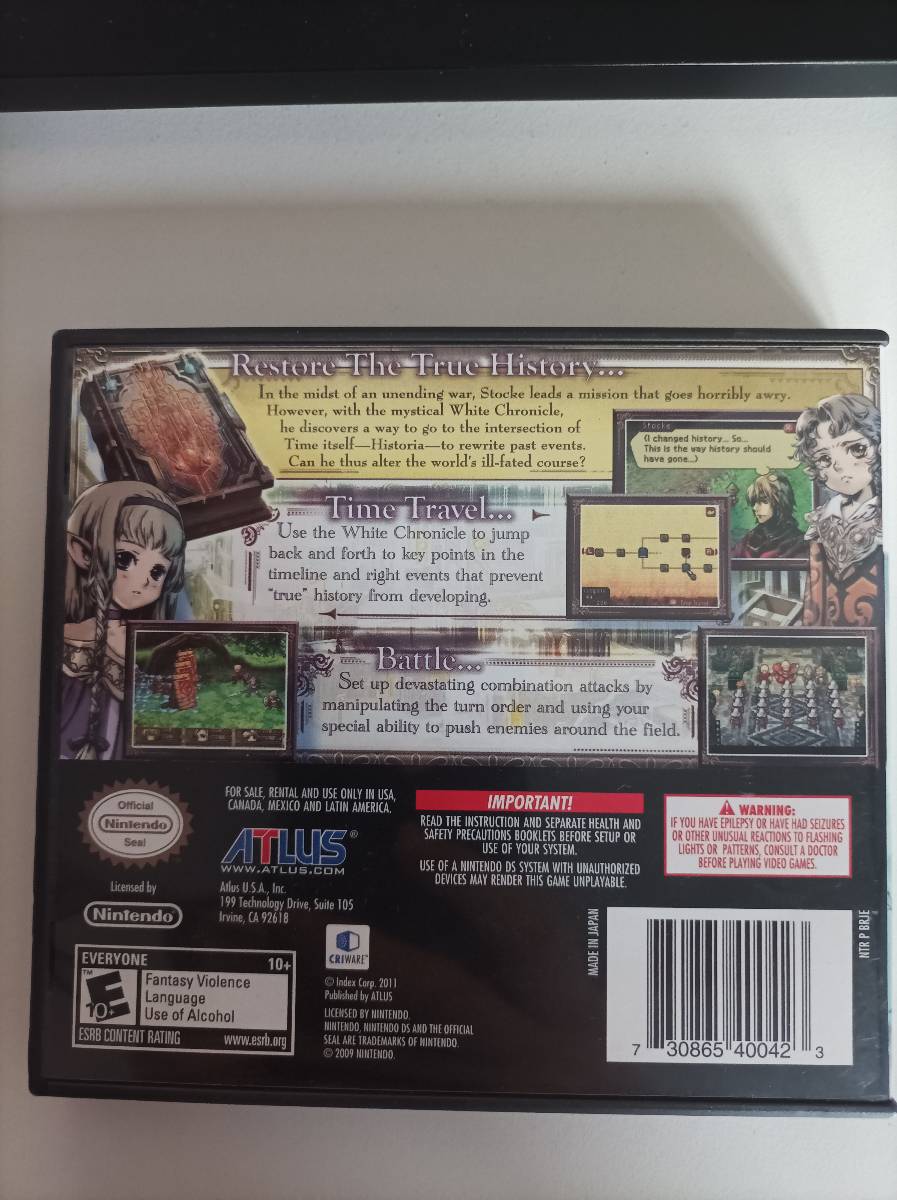 Restore The True History...
In the midst of an unending war, Stocke leads a mission that goes horribly awry.
However, with the mystical White Chronicle,
he discovers a way to go to the intersection of
Time itself—Historia—to rewrite past events.
Can he thus alter the world's ill-fated course?
Stocke
(I changed history... So...
This is the way history should
have gone...)
Time Travel...
Use the White Chronicle to jump
back and forth to key points in the
timeline and right events that prevent
"true" history from developing.
Battle...
Set up devastating combination attacks by
manipulating the turn order and using your
special ability to push enemies around the field.
Official
Nintendo
Seal
Licensed by
Nintendo
FOR SALE, RENTAL AND USE ONLY IN USA,
CANADA, MEXICO AND LATIN AMERICA.
ATLUS®
WWW.ATLUS.COM
Atlus U.S.A., Inc.
199 Technology Drive, Suite 105
Irvine, CA 92618
IMPORTANT!
READ THE INSTRUCTION AND SEPARATE HEALTH AND
SAFETY PRECAUTIONS BOOKLETS BEFORE SETUP OR
USE OF YOUR SYSTEM.
USE OF A NINTENDO DS SYSTEM WITH UNAUTHORIZED
DEVICES MAY RENDER THIS GAME UNPLAYABLE.
WARNING:
IF YOU HAVE EPILEPSY OR HAVE HAD SEIZURES
OR OTHER UNUSUAL REACTIONS TO FLASHING
LIGHTS OR PATTERNS, CONSULT A DOCTOR
BEFORE PLAYING VIDEO GAMES.
EVERYONE 10+
E
10+
TM
Fantasy Violence
Language
Use of Alcohol
ESRB CONTENT RATING www.esrb.org
CRIWARE™
© Index Corp. 2011
Published by ATLUS
LICENSED BY NINTENDO.
NINTENDO, NINTENDO DS AND THE OFFICIAL
SEAL ARE TRADEMARKS OF NINTENDO.
© 2009 NINTENDO.
MADE IN JAPAN
NTR P BRJE
7 30865 40042 3